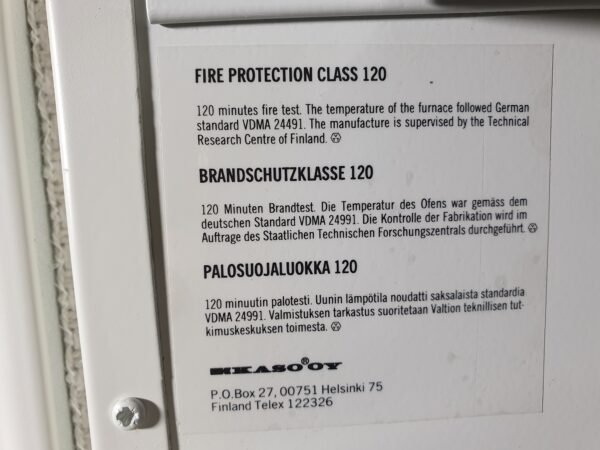 FIRE PROTECTION CLASS 120
120 minutes fire test. The temperature of the furnace followed German
standard VDMA 24491. The manufacture is supervised by the Technical
Research Centre of Finland.
BRANDSCHUTZKLASSE 120
120 Minuten Brandtest. Die Temperatur des Ofens war gemäss dem
deutschen Standard VDMA 24991. Die Kontrolle der Fabrikation wird im
Auftrage des Staatlichen Technischen Forschungszentrals durchgeführt.
PALOSUOJALUOKKA 120
120 minuutin palotesti. Uunin lämpötila noudatti saksalaista standardia
VDMA 24991. Valmistuksen tarkastus suoritetaan Valtion teknillisen tut-
kimuskeskuksen toimesta.
KASO® OY
P.O.Box 27, 00751 Helsinki 75
Finland Telex 122326